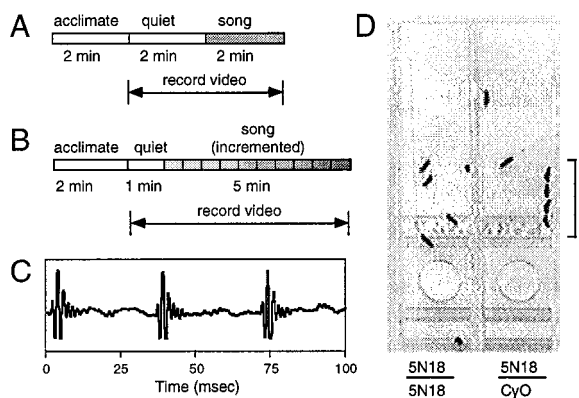 A
acclimate quiet song
2 min 2 min 2 min
record video
B
acclimate quiet song
(incremented)
2 min 1 min 5 min
record video
C
0 25 50 75 100
Time (msec)
D
5N18
5N18
5N18
CyO